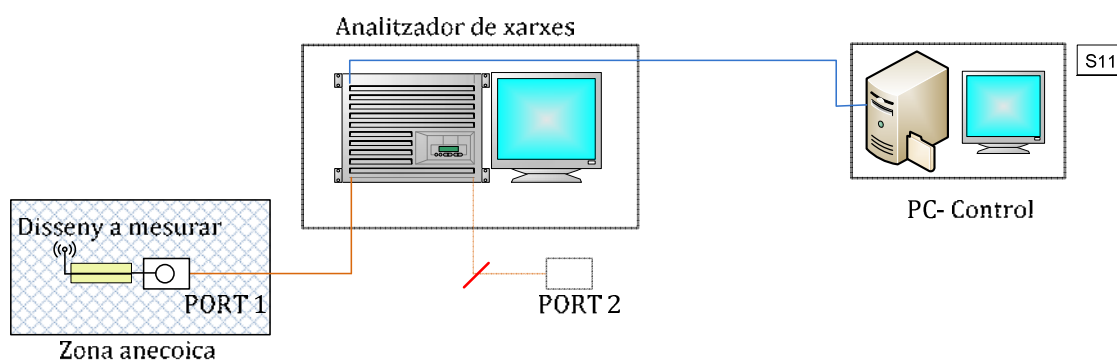 Analitzador de xarxes
S11
PC- Control
Disseny a mesurar
PORT 1
PORT 2
Zona anecoica